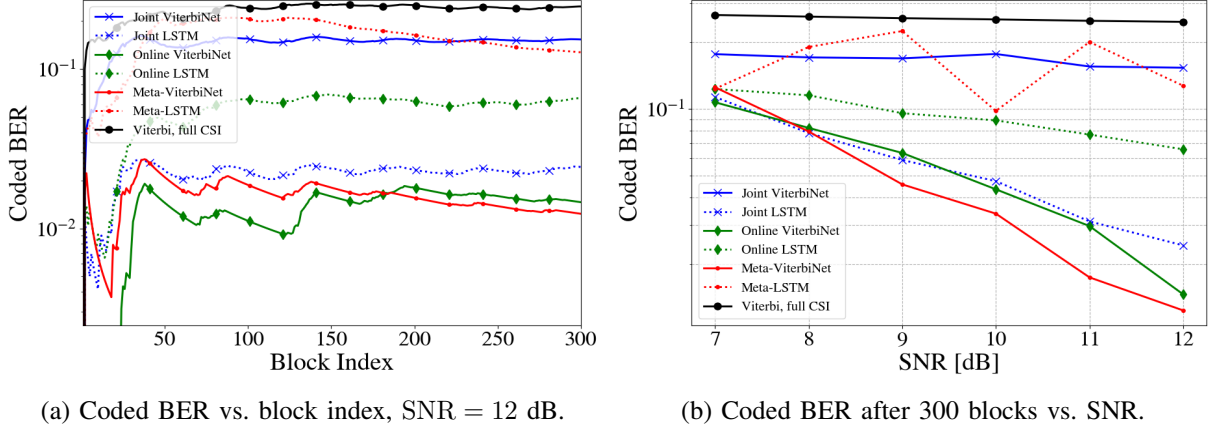 Coded BER
10⁻¹
10⁻²
Joint ViterbiNet
Joint LSTM
Online ViterbiNet
Online LSTM
Meta-ViterbiNet
Meta-LSTM
Viterbi, full CSI
50 100 150 200 250 300
Block Index
(a) Coded BER vs. block index, SNR = 12 dB.
Coded BER
10⁻¹
Joint ViterbiNet
Joint LSTM
Online ViterbiNet
Online LSTM
Meta-ViterbiNet
Meta-LSTM
Viterbi, full CSI
7 8 9 10 11 12
SNR [dB]
(b) Coded BER after 300 blocks vs. SNR.